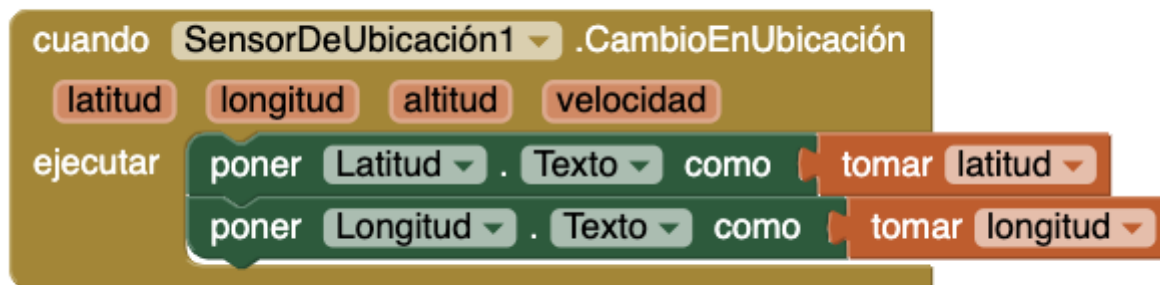 cuando SensorDeUbicación1 .CambioEnUbicación
latitud longitud altitud velocidad
ejecutar poner Latitud . Texto como tomar latitud
poner Longitud . Texto como tomar longitud